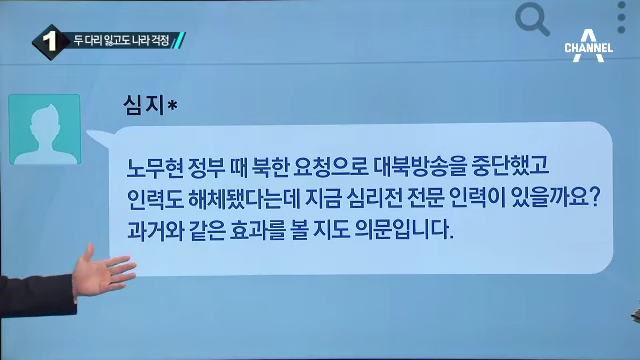 1 두 다리 잃고도 나라 걱정
CHANNEL A
심지*
노무현 정부 때 북한 요청으로 대북방송을 중단했고
인력도 해체됐다는데 지금 심리전 전문 인력이 있을까요?
과거와 같은 효과를 볼 지도 의문입니다.